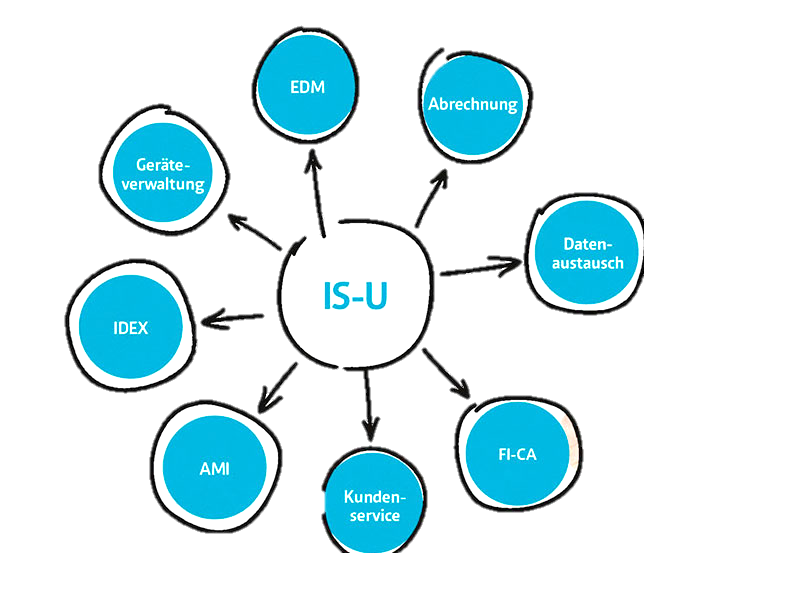 EDM
Abrechnung
Geräte-
verwaltung
Daten-
austausch
IS-U
IDEX
FI-CA
AMI
Kunden-
service